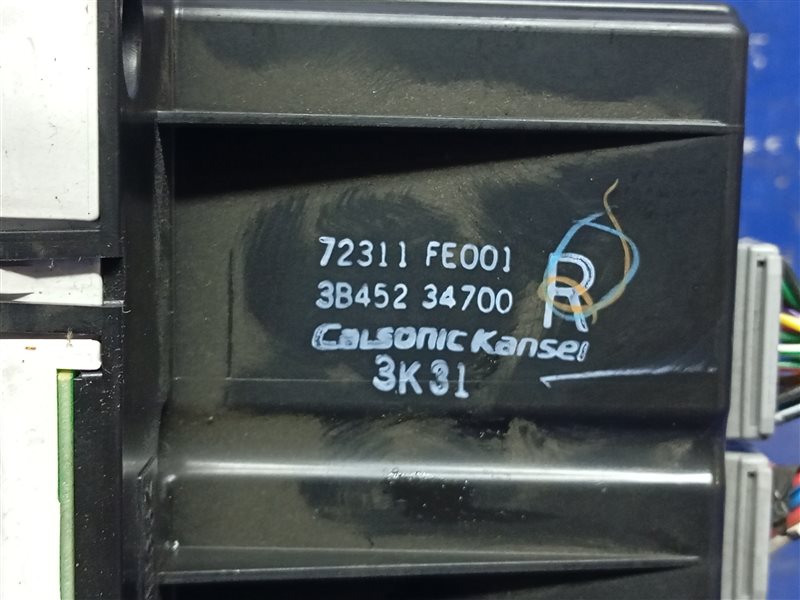 72311 FE001
3B452 34700 R
Calsonic Kansei
3K31